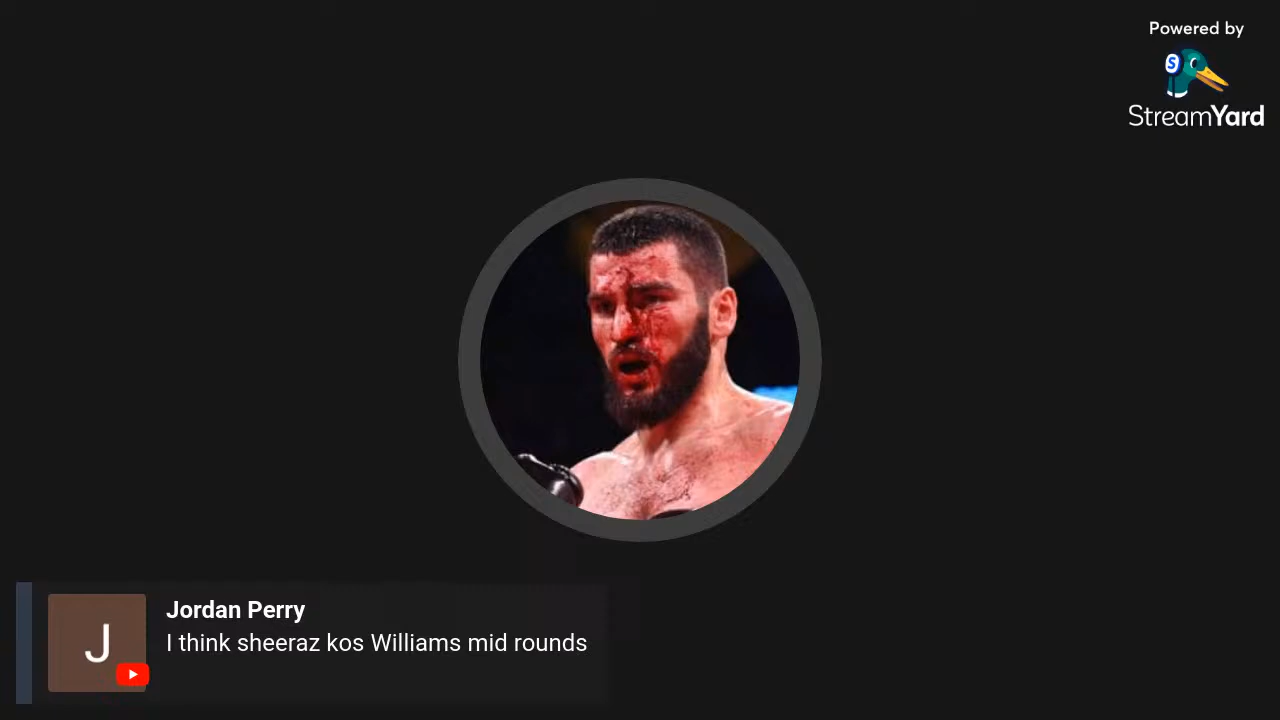 Powered by
S
StreamYard
J
Jordan Perry
I think sheeraz kos Williams mid rounds